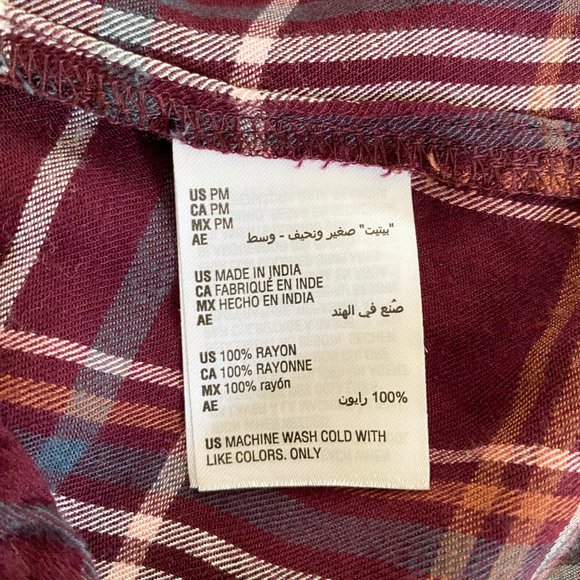 US PM
CA PM
MX PM
AE "بيتيت" صغير ونحيف - وسط
US MADE IN INDIA
CA FABRIQUÉ EN INDE
MX HECHO EN INDIA
AE صُنع في الهند
US 100% RAYON
CA 100% RAYONNE
MX 100% rayón
AE 100% رايون
US MACHINE WASH COLD WITH
LIKE COLORS. ONLY